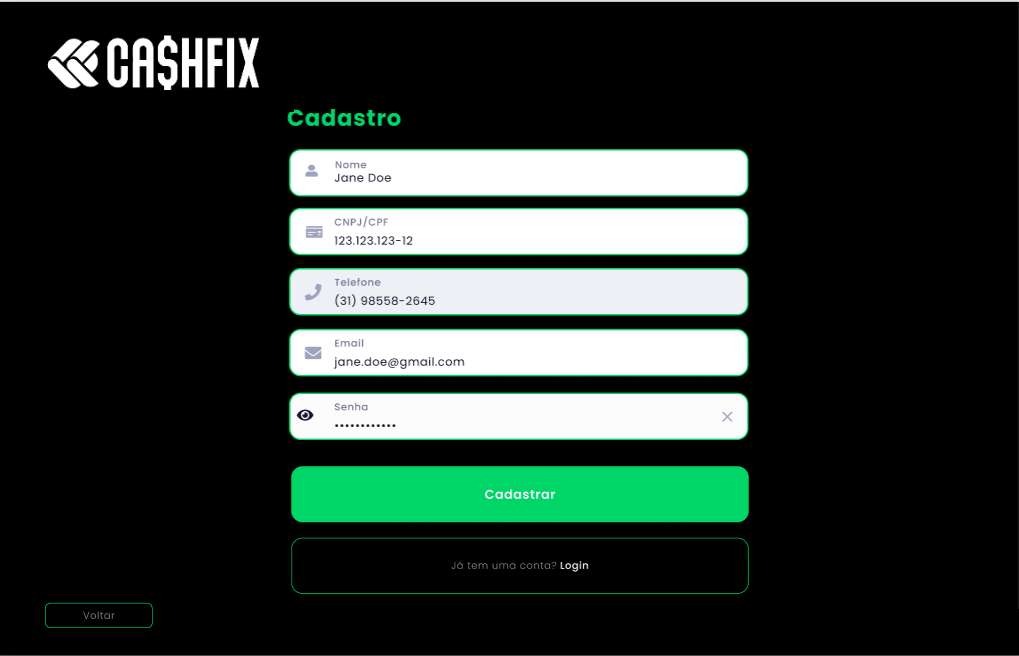 CA$HFIX
Cadastro
Nome
Jane Doe
CNPJ/CPF
123.123.123-12
Telefone
(31) 98558-2645
Email
jane.doe@gmail.com
Senha
••••••••••••
Cadastrar
Já tem uma conta? Login
Voltar